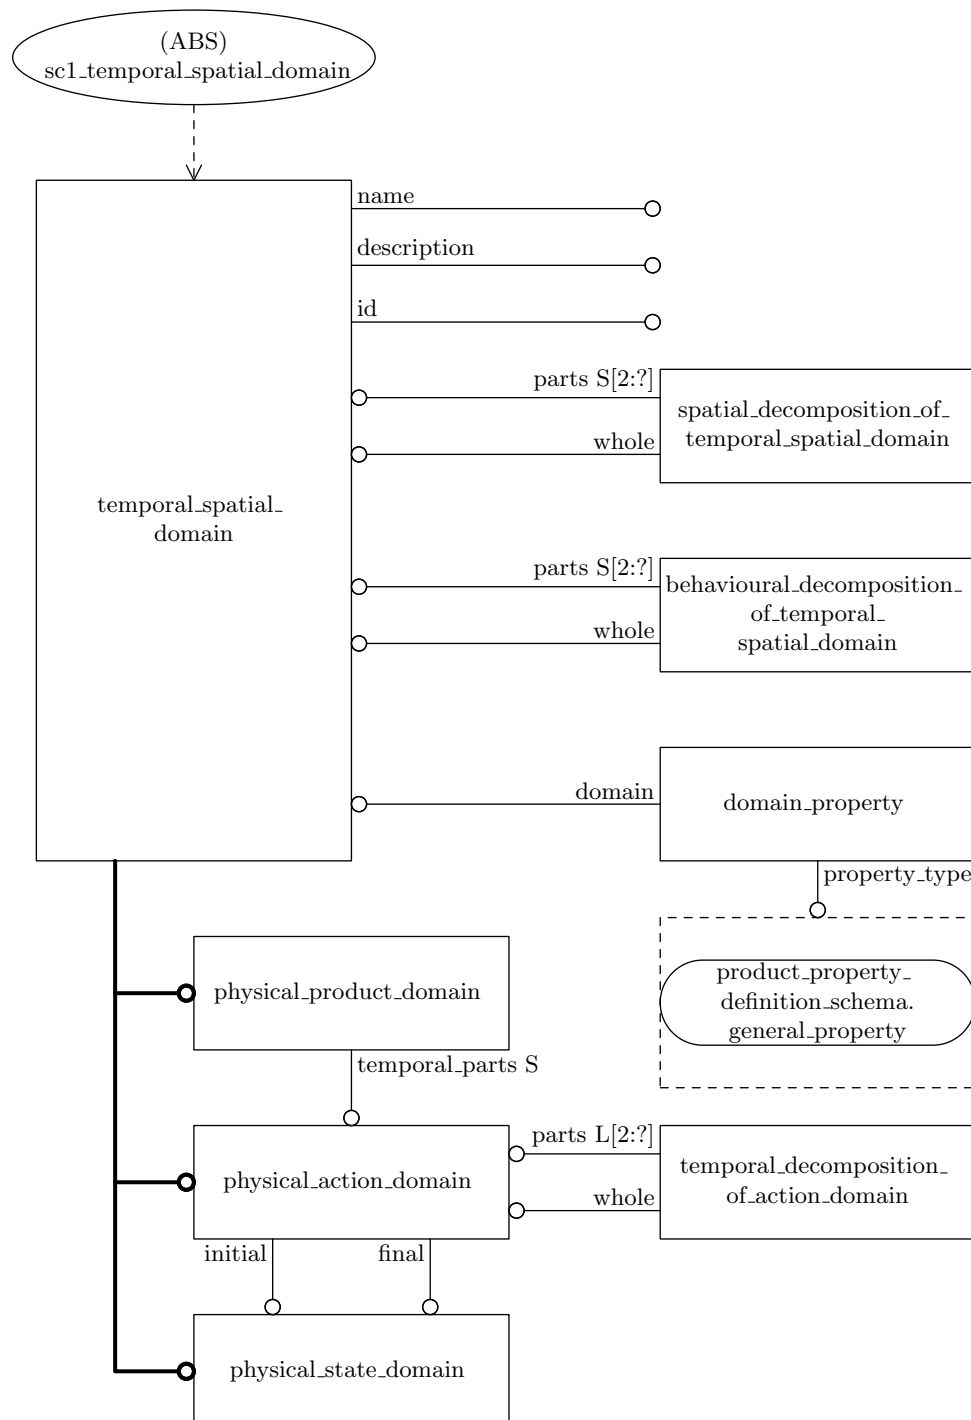 (ABS)
sc1_temporal_spatial_domain
name
description
id
parts S[2:?]
spatial_decomposition_of_
temporal_spatial_domain
whole
temporal_spatial_
domain
parts S[2:?]
behavioural_decomposition_
of_temporal_
spatial_domain
whole
domain
domain_property
property_type
product_property_
definition_schema.
general_property
physical_product_domain
temporal_parts S
physical_action_domain
parts L[2:?]
whole
temporal_decomposition_
of_action_domain
initial
final
physical_state_domain